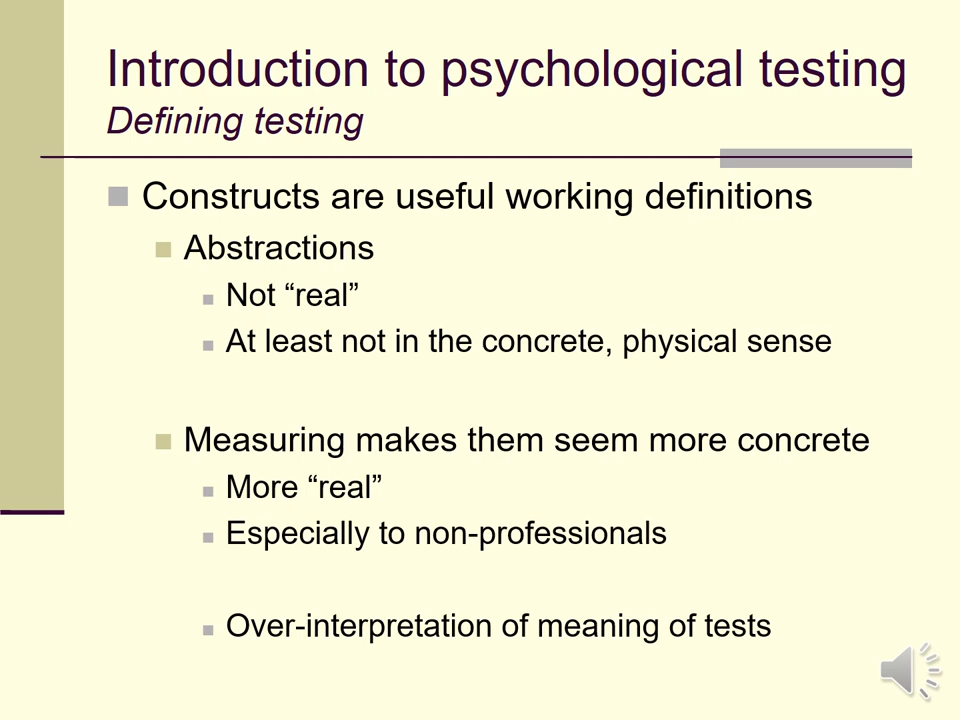 Introduction to psychological testing
Defining testing
Constructs are useful working definitions
Abstractions
Not “real”
At least not in the concrete, physical sense
Measuring makes them seem more concrete
More “real”
Especially to non-professionals
Over-interpretation of meaning of tests